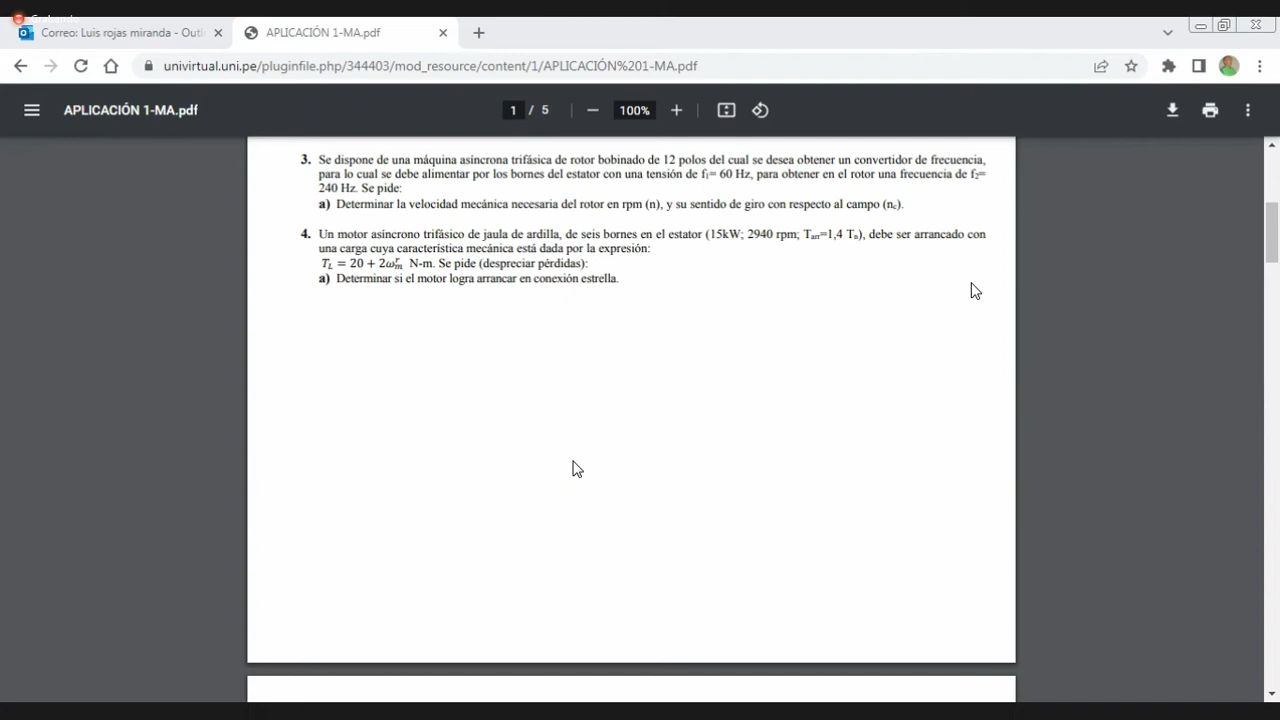 Grabando
Correo: Luis rojas miranda - Outl
APLICACIÓN 1-MA.pdf
univirtual.uni.pe/pluginfile.php/344403/mod_resource/content/1/APLICACIÓN%201-MA.pdf
APLICACIÓN 1-MA.pdf
1 / 5
100%
3. Se dispone de una máquina asíncrona trifásica de rotor bobinado de 12 polos del cual se desea obtener un convertidor de frecuencia,
para lo cual se debe alimentar por los bornes del estator con una tensión de f₁= 60 Hz, para obtener en el rotor una frecuencia de f₂=
240 Hz. Se pide:
a) Determinar la velocidad mecánica necesaria del rotor en rpm (n), y su sentido de giro con respecto al campo (nc).
4. Un motor asíncrono trifásico de jaula de ardilla, de seis bornes en el estator (15kW; 2940 rpm; Tarr=1,4 Tn), debe ser arrancado con
una carga cuya característica mecánica está dada por la expresión:
T_L = 20 + 2ω_m^r N-m. Se pide (despreciar pérdidas):
a) Determinar si el motor logra arrancar en conexión estrella.